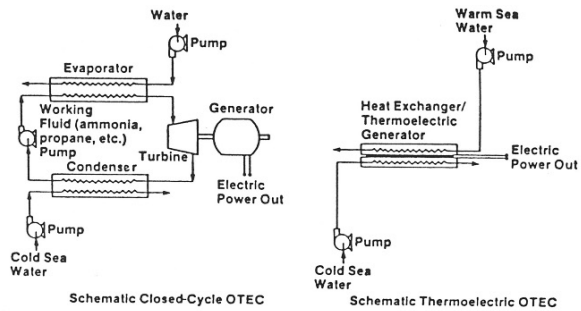 Water
Pump
Evaporator
Working
Fluid (ammonia,
propane, etc.)
Pump
Generator
Turbine
Condenser
Electric
Power Out
Pump
Cold Sea
Water
Schematic Closed-Cycle OTEC
Warm Sea
Water
Pump
Heat Exchanger/
Thermoelectric
Generator
Electric
Power Out
Pump
Cold Sea
Water
Schematic Thermoelectric OTEC